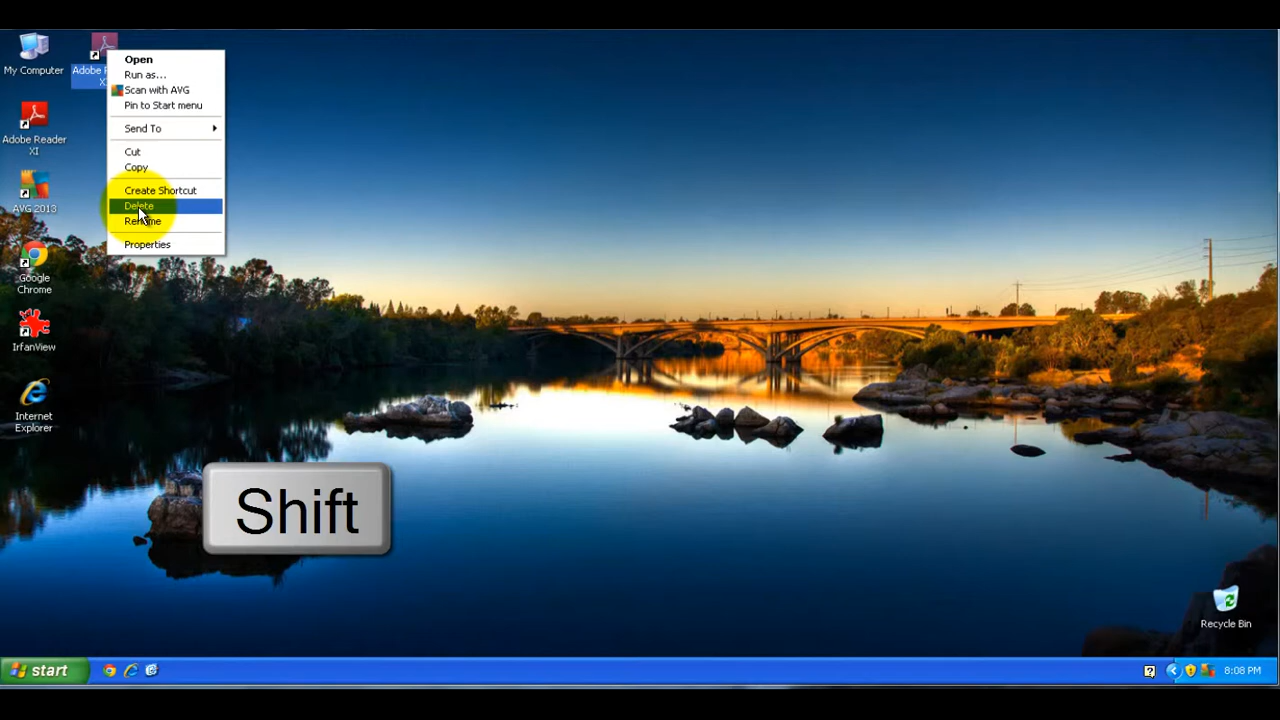 My Computer
Adobe R
X
Open
Run as...
Scan with AVG
Pin to Start menu
Send To
Cut
Copy
Create Shortcut
Delete
Rename
Properties
Adobe Reader
XI
AVG 2013
Google
Chrome
IrfanView
Internet
Explorer
Shift
Recycle Bin
start
8:08 PM